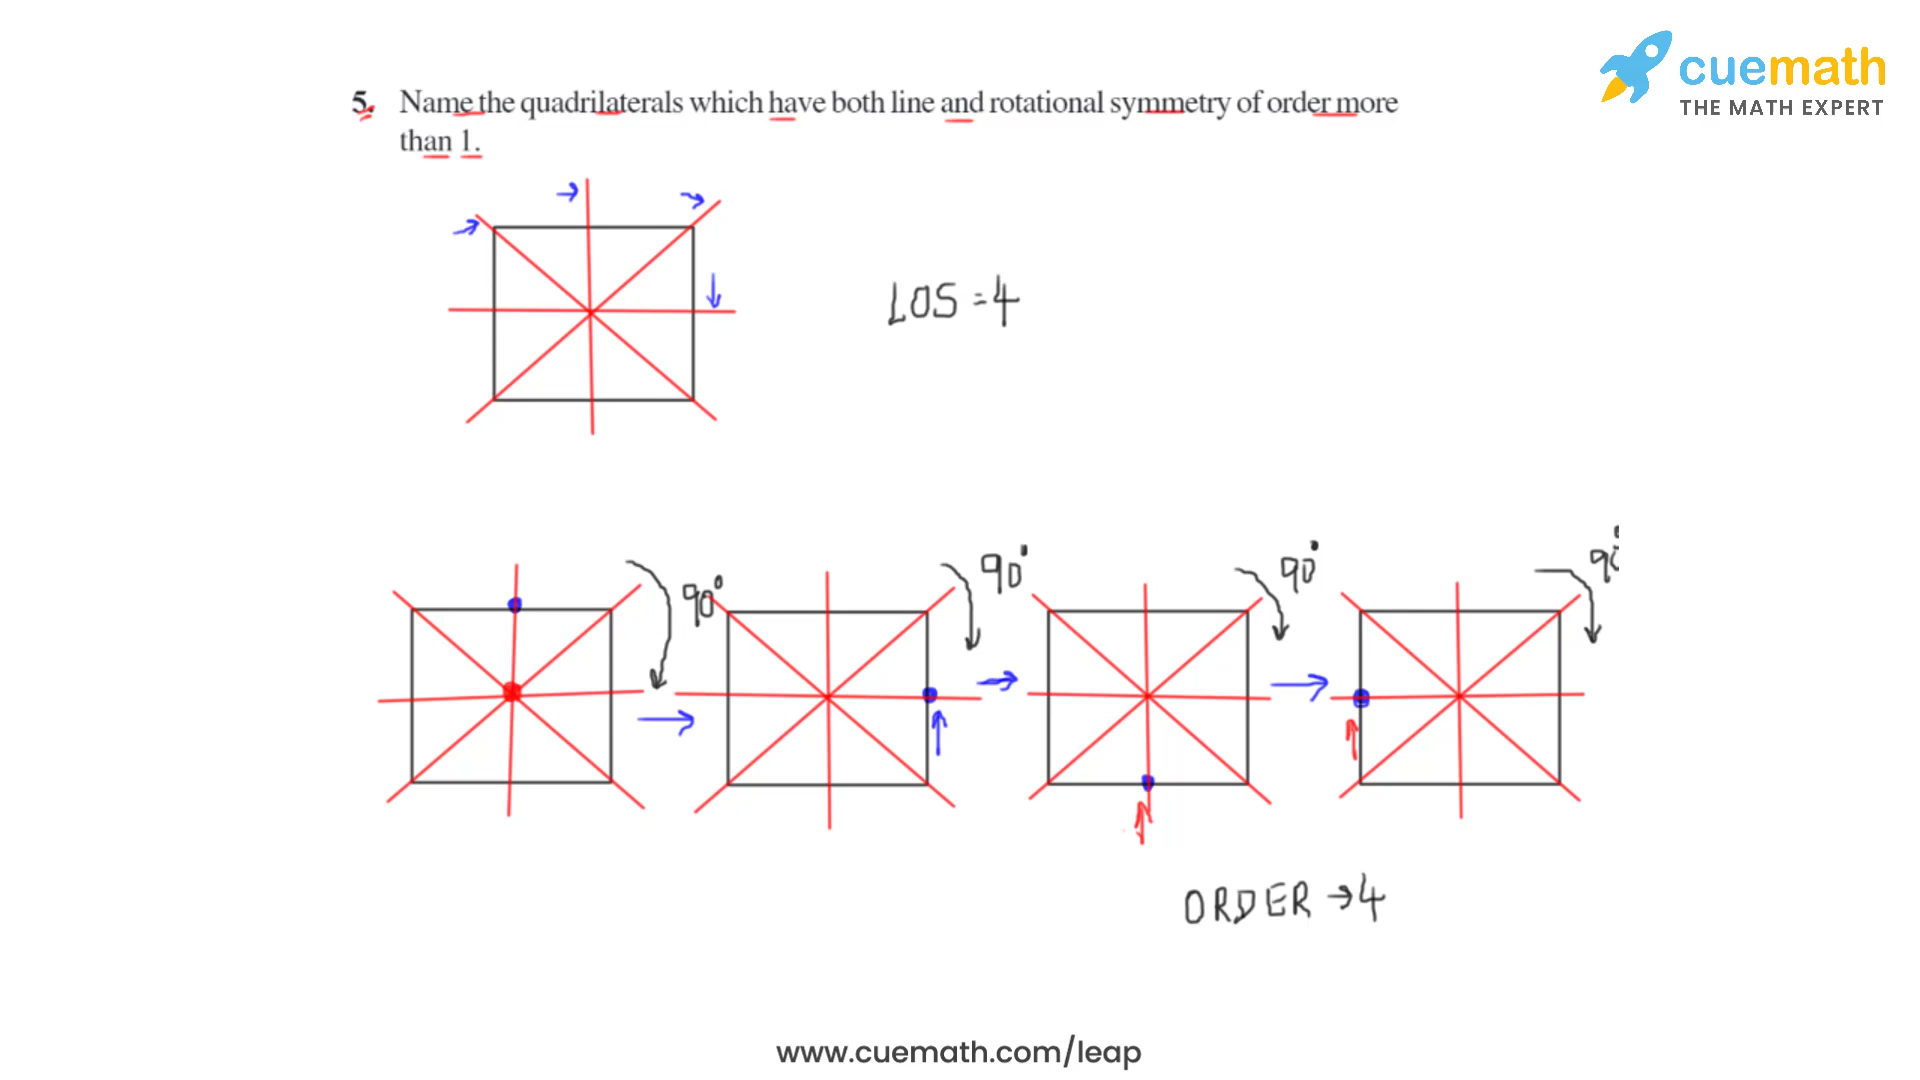 cuemath
THE MATH EXPERT
5. Name the quadrilaterals which have both line and rotational symmetry of order more
than 1.
LOS = 4
90°
90°
90°
ORDER → 4
www.cuemath.com/leap